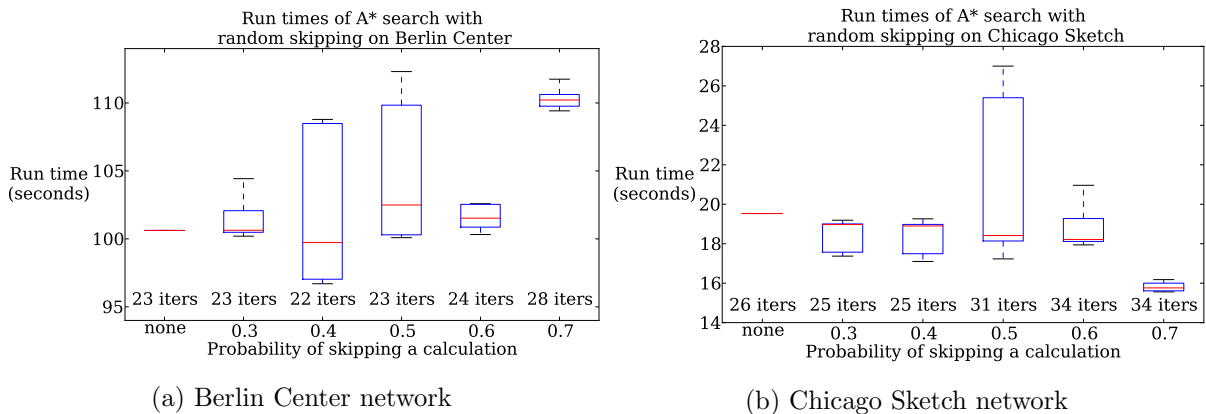 Run times of A* search with
random skipping on Berlin Center
110
105
100
95
Run time
(seconds)
23 iters 23 iters 22 iters 23 iters 24 iters 28 iters
none 0.3 0.4 0.5 0.6 0.7
Probability of skipping a calculation
(a) Berlin Center network
Run times of A* search with
random skipping on Chicago Sketch
28
26
24
22
20
18
16
14
Run time
(seconds)
26 iters 25 iters 25 iters 31 iters 34 iters 34 iters
none 0.3 0.4 0.5 0.6 0.7
Probability of skipping a calculation
(b) Chicago Sketch network